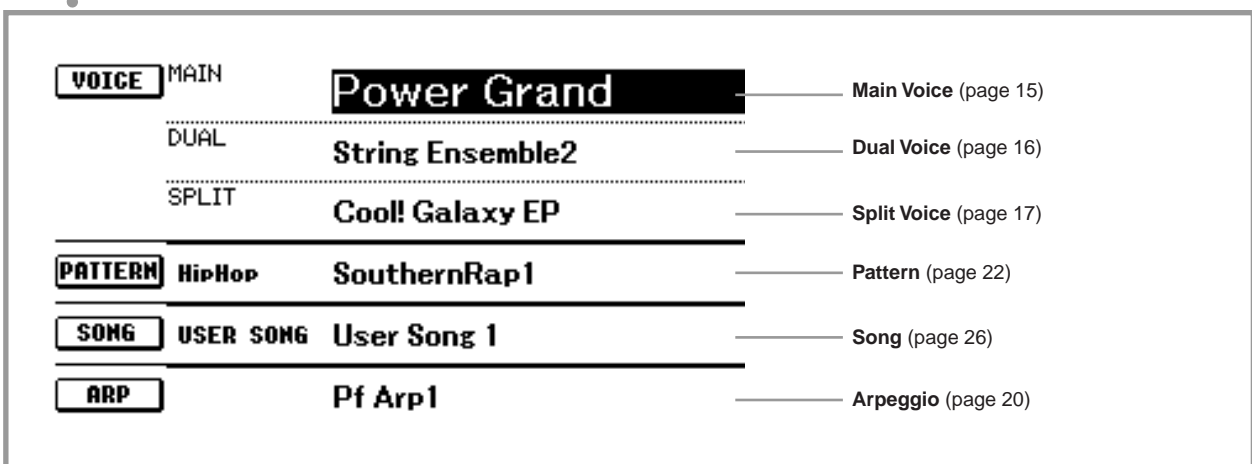 VOICE MAIN Power Grand Main Voice (page 15)
DUAL String Ensemble2 Dual Voice (page 16)
SPLIT Cool! Galaxy EP Split Voice (page 17)
PATTERN HipHop SouthernRap1 Pattern (page 22)
SONG USER SONG User Song 1 Song (page 26)
ARP Pf Arp1 Arpeggio (page 20)